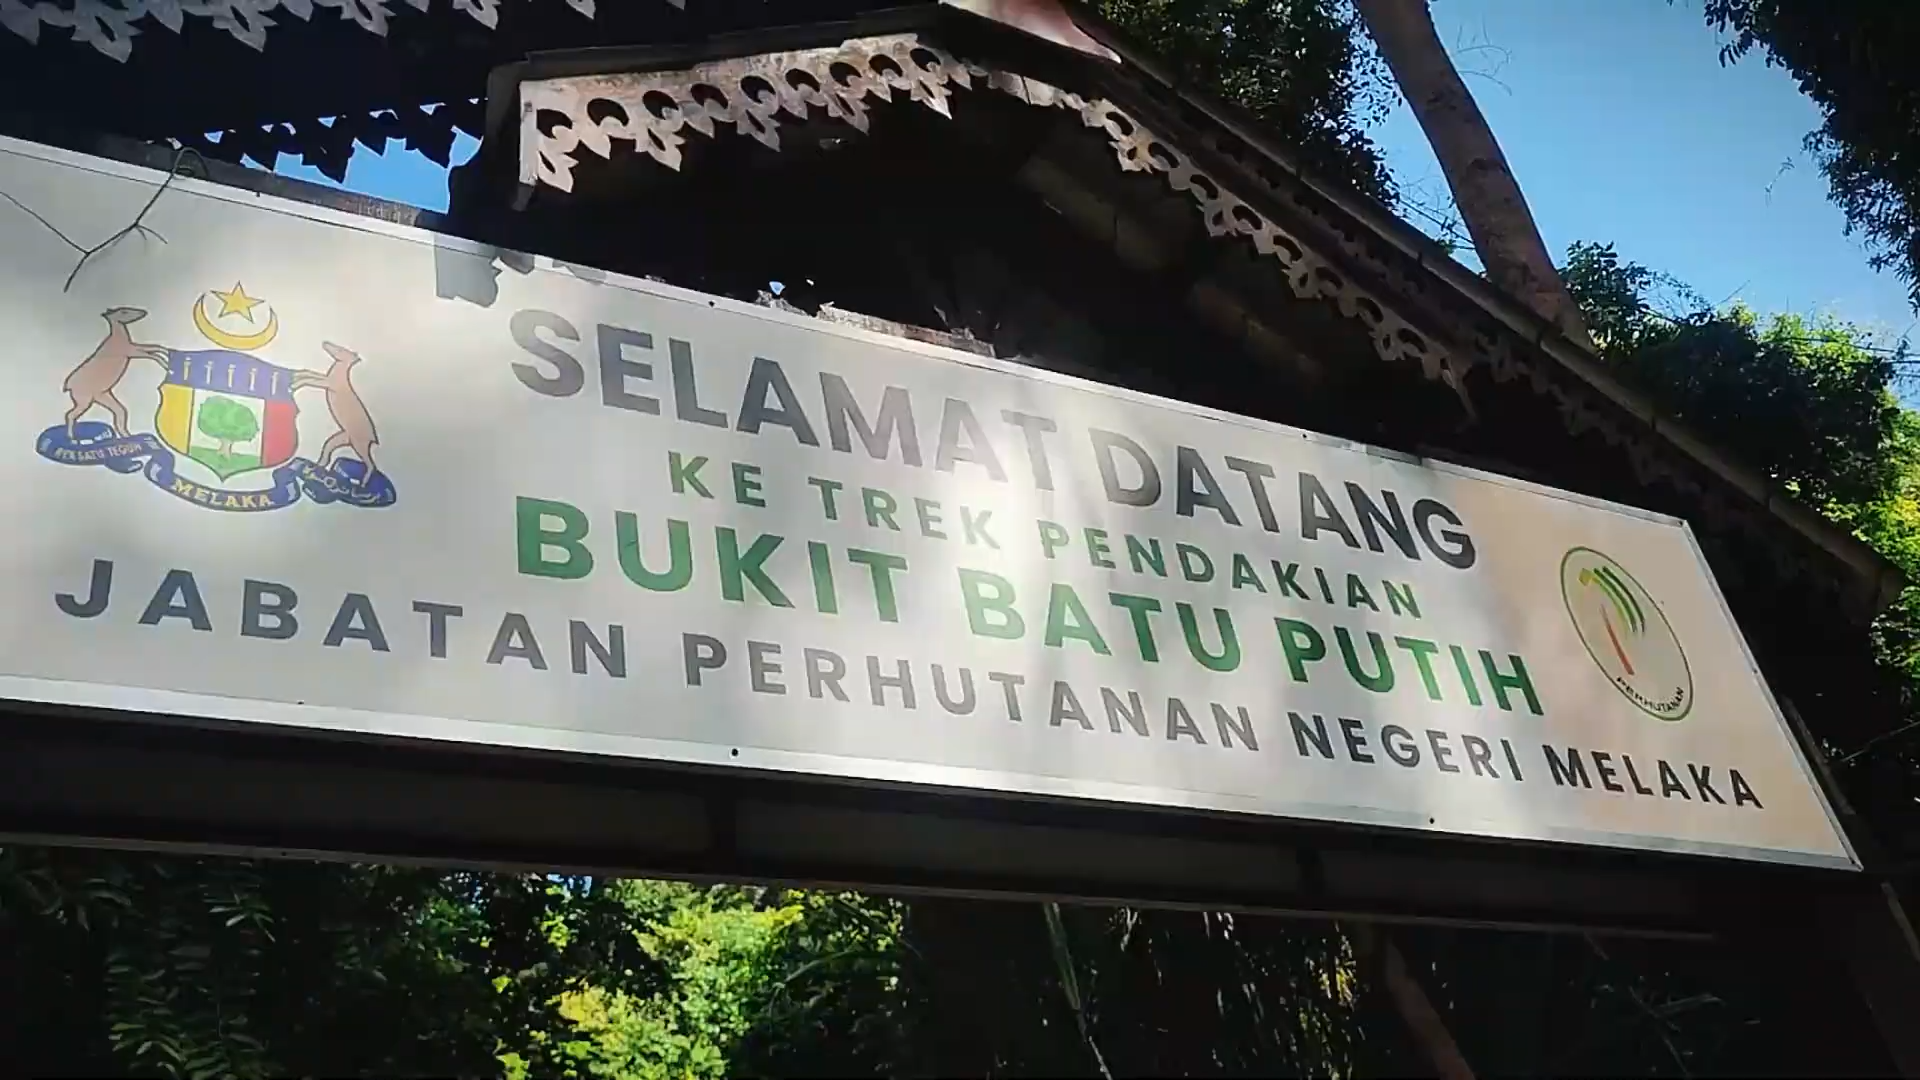 SELAMAT DATANG
KE TREK PENDAKIAN
BUKIT BATU PUTIH
JABATAN PERHUTANAN NEGERI MELAKA
MELAKA
PERHUTANAN